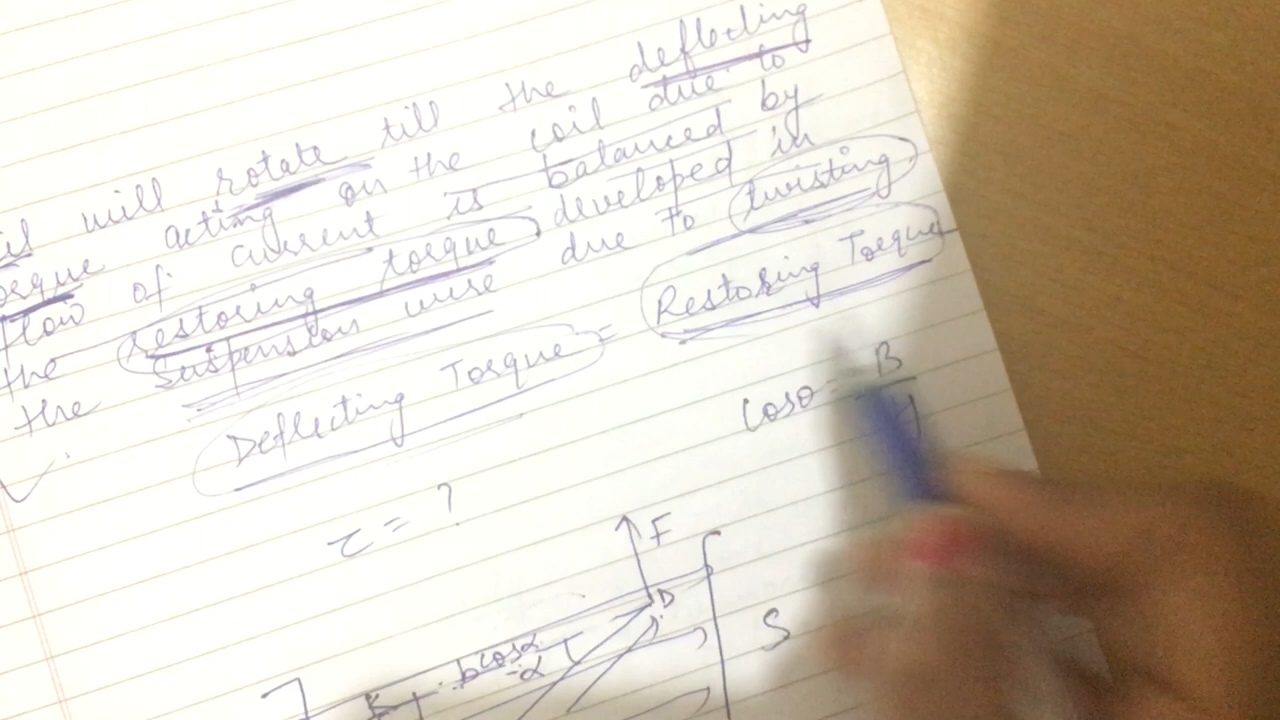 will rotate till the deflecting
acting on the coil due to
flow of current is balanced by
the restoring torque developed in
the suspension wire due to twisting
Deflecting Torque = Restoring Torque
cosθ = B
τ = ?
F
D
S
bcosα
α